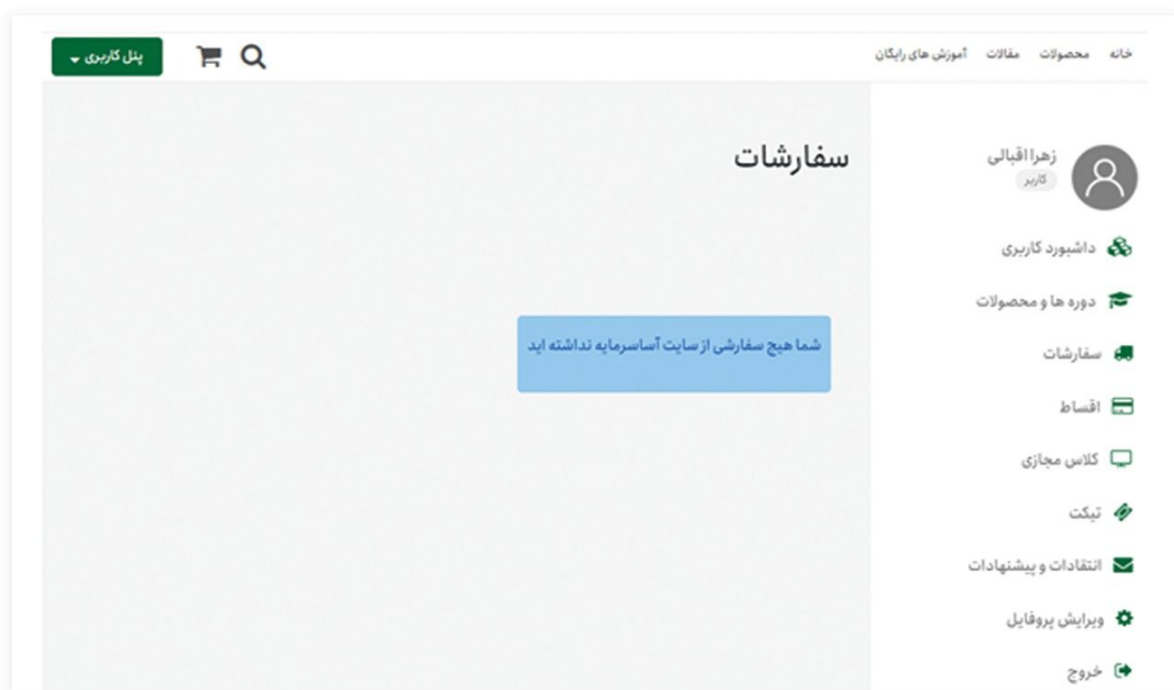 خانه محصولات مقالات آموزش های رایگان
پنل کاربری
زهرا اقبالی
کاربر
داشبورد کاربری
دوره ها و محصولات
سفارشات
اقساط
کلاس مجازی
تیکت
انتقادات و پیشنهادات
ویرایش پروفایل
خروج
سفارشات
شما هیچ سفارشی از سایت آساسرمایه نداشته اید